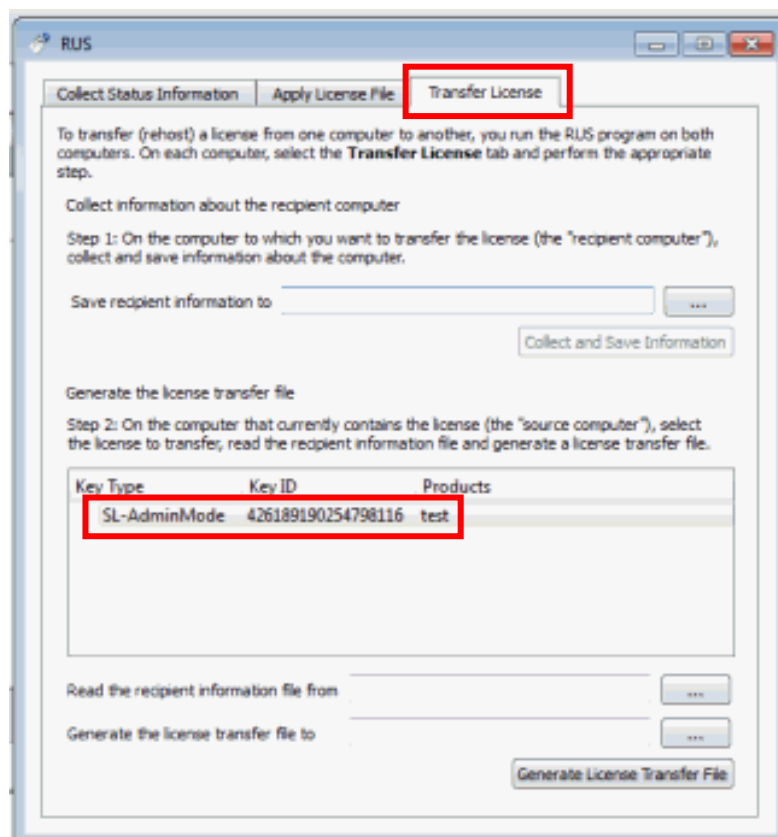 RUS
Collect Status Information Apply License File Transfer License
To transfer (rehost) a license from one computer to another, you run the RUS program on both
computers. On each computer, select the Transfer License tab and perform the appropriate
step.
Collect information about the recipient computer
Step 1: On the computer to which you want to transfer the license (the "recipient computer"),
collect and save information about the computer.
Save recipient information to ...
Collect and Save Information
Generate the license transfer file
Step 2: On the computer that currently contains the license (the "source computer"), select
the license to transfer, read the recipient information file and generate a license transfer file.
Key Type Key ID Products
SL-AdminMode 426189190254798116 test
Read the recipient information file from ...
Generate the license transfer file to ...
Generate License Transfer File